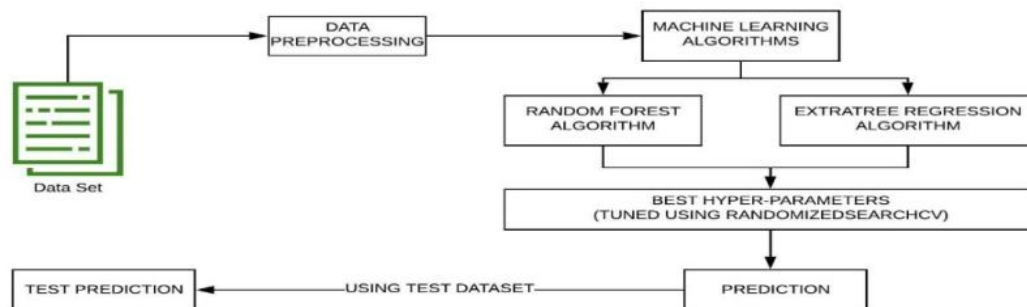 DATA
PREPROCESSING
MACHINE LEARNING
ALGORITHMS
RANDOM FOREST
ALGORITHM
EXTRATREE REGRESSION
ALGORITHM
Data Set
BEST HYPER-PARAMETERS
(TUNED USING RANDOMIZEDSEARCHCV)
TEST PREDICTION
USING TEST DATASET
PREDICTION